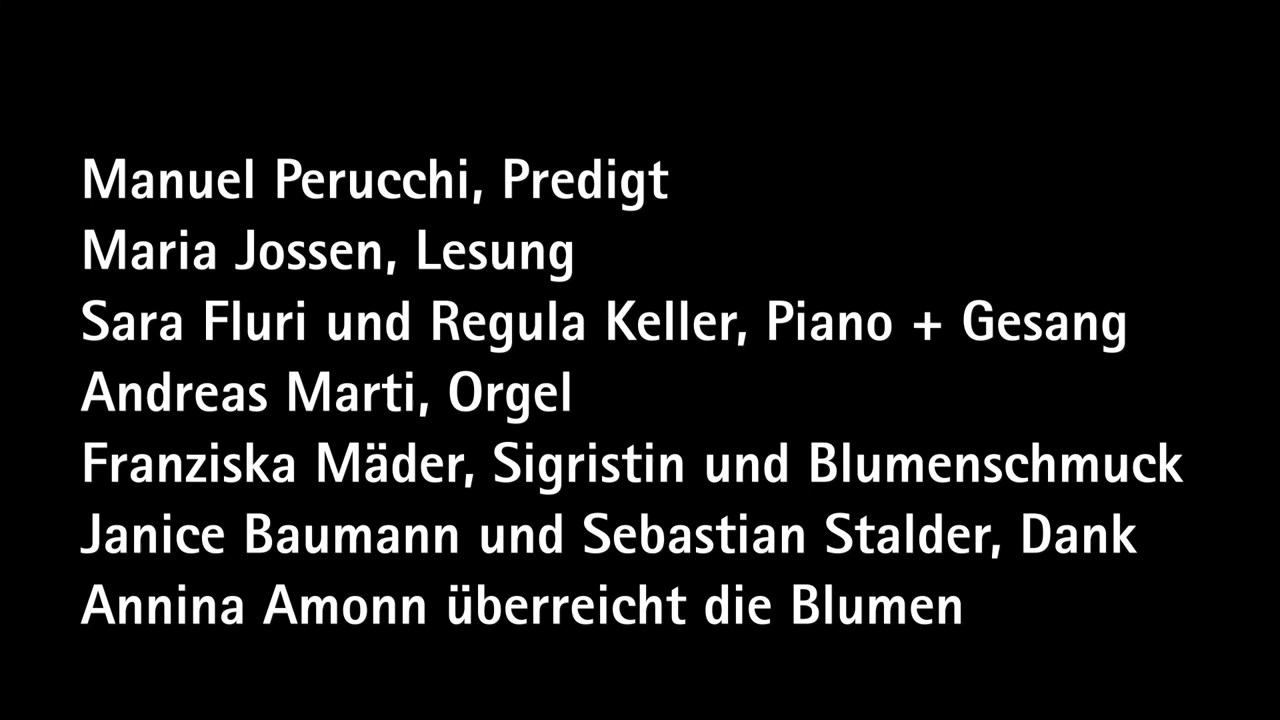 Manuel Perucchi, Predigt
Maria Jossen, Lesung
Sara Fluri und Regula Keller, Piano + Gesang
Andreas Marti, Orgel
Franziska Mäder, Sigristin und Blumenschmuck
Janice Baumann und Sebastian Stalder, Dank
Annina Amonn überreicht die Blumen